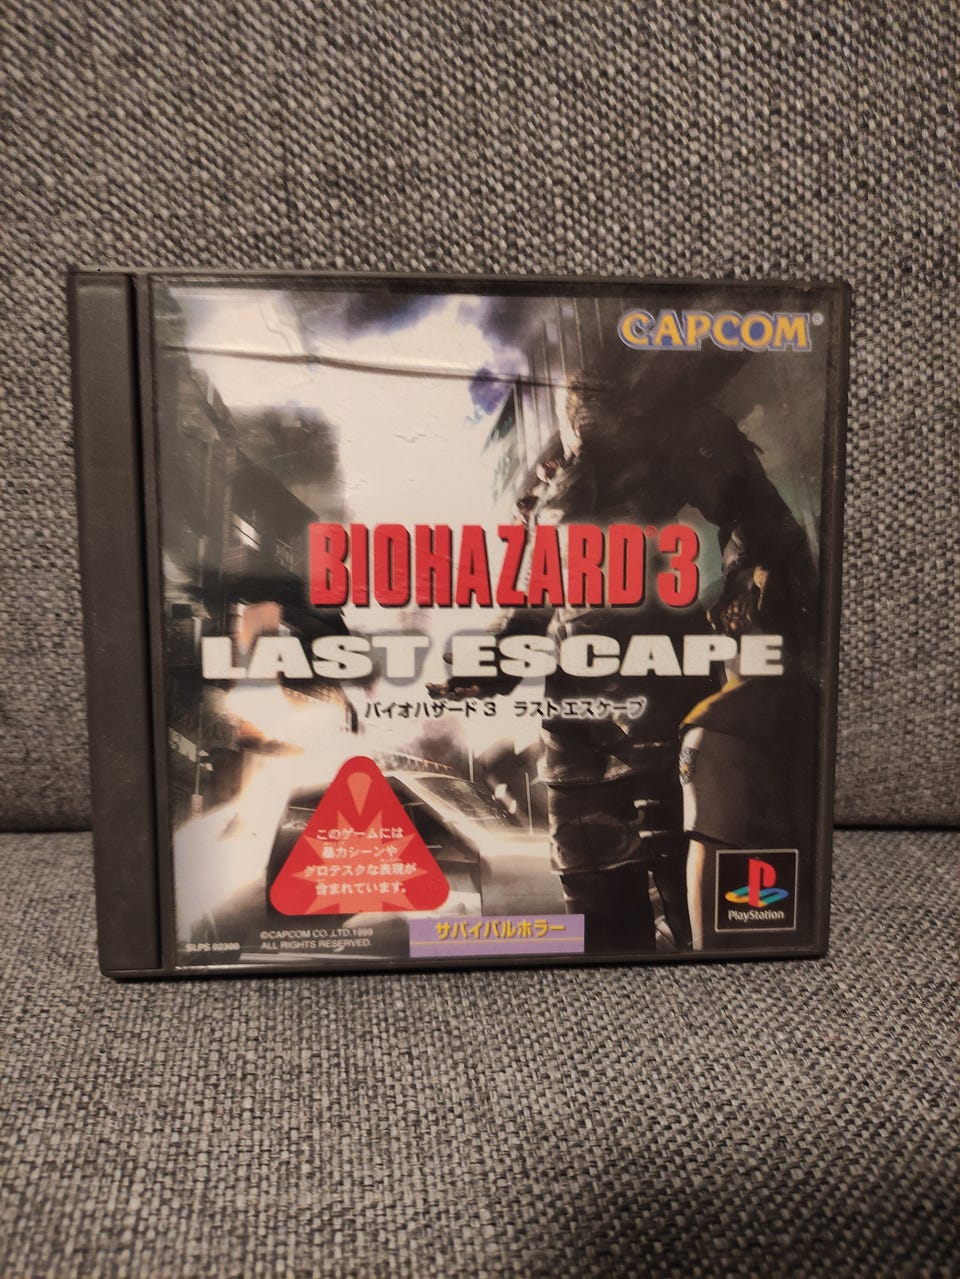 CAPCOM®
BIOHAZARD®3
LAST ESCAPE
バイオハザード3 ラスト エスケープ
このゲームには
暴力シーンや
グロテスクな表現が
含まれています。
PlayStation
サバイバルホラー
©CAPCOM CO.,LTD.1999
ALL RIGHTS RESERVED.
SLPS 02300